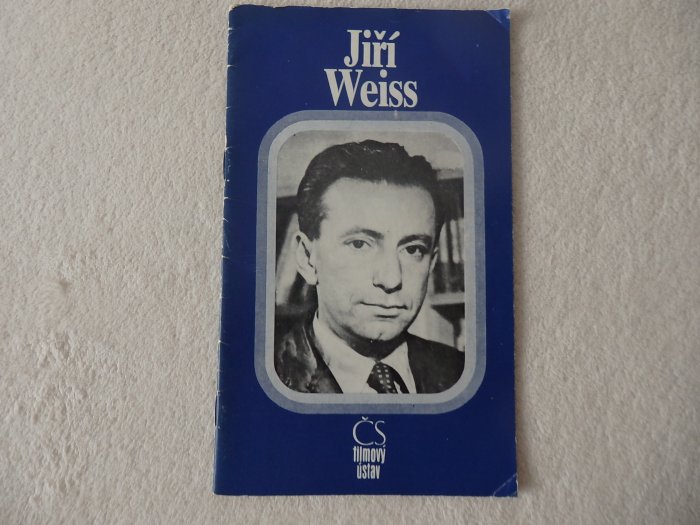 Jiří
Weiss
ČS
filmový
ústav